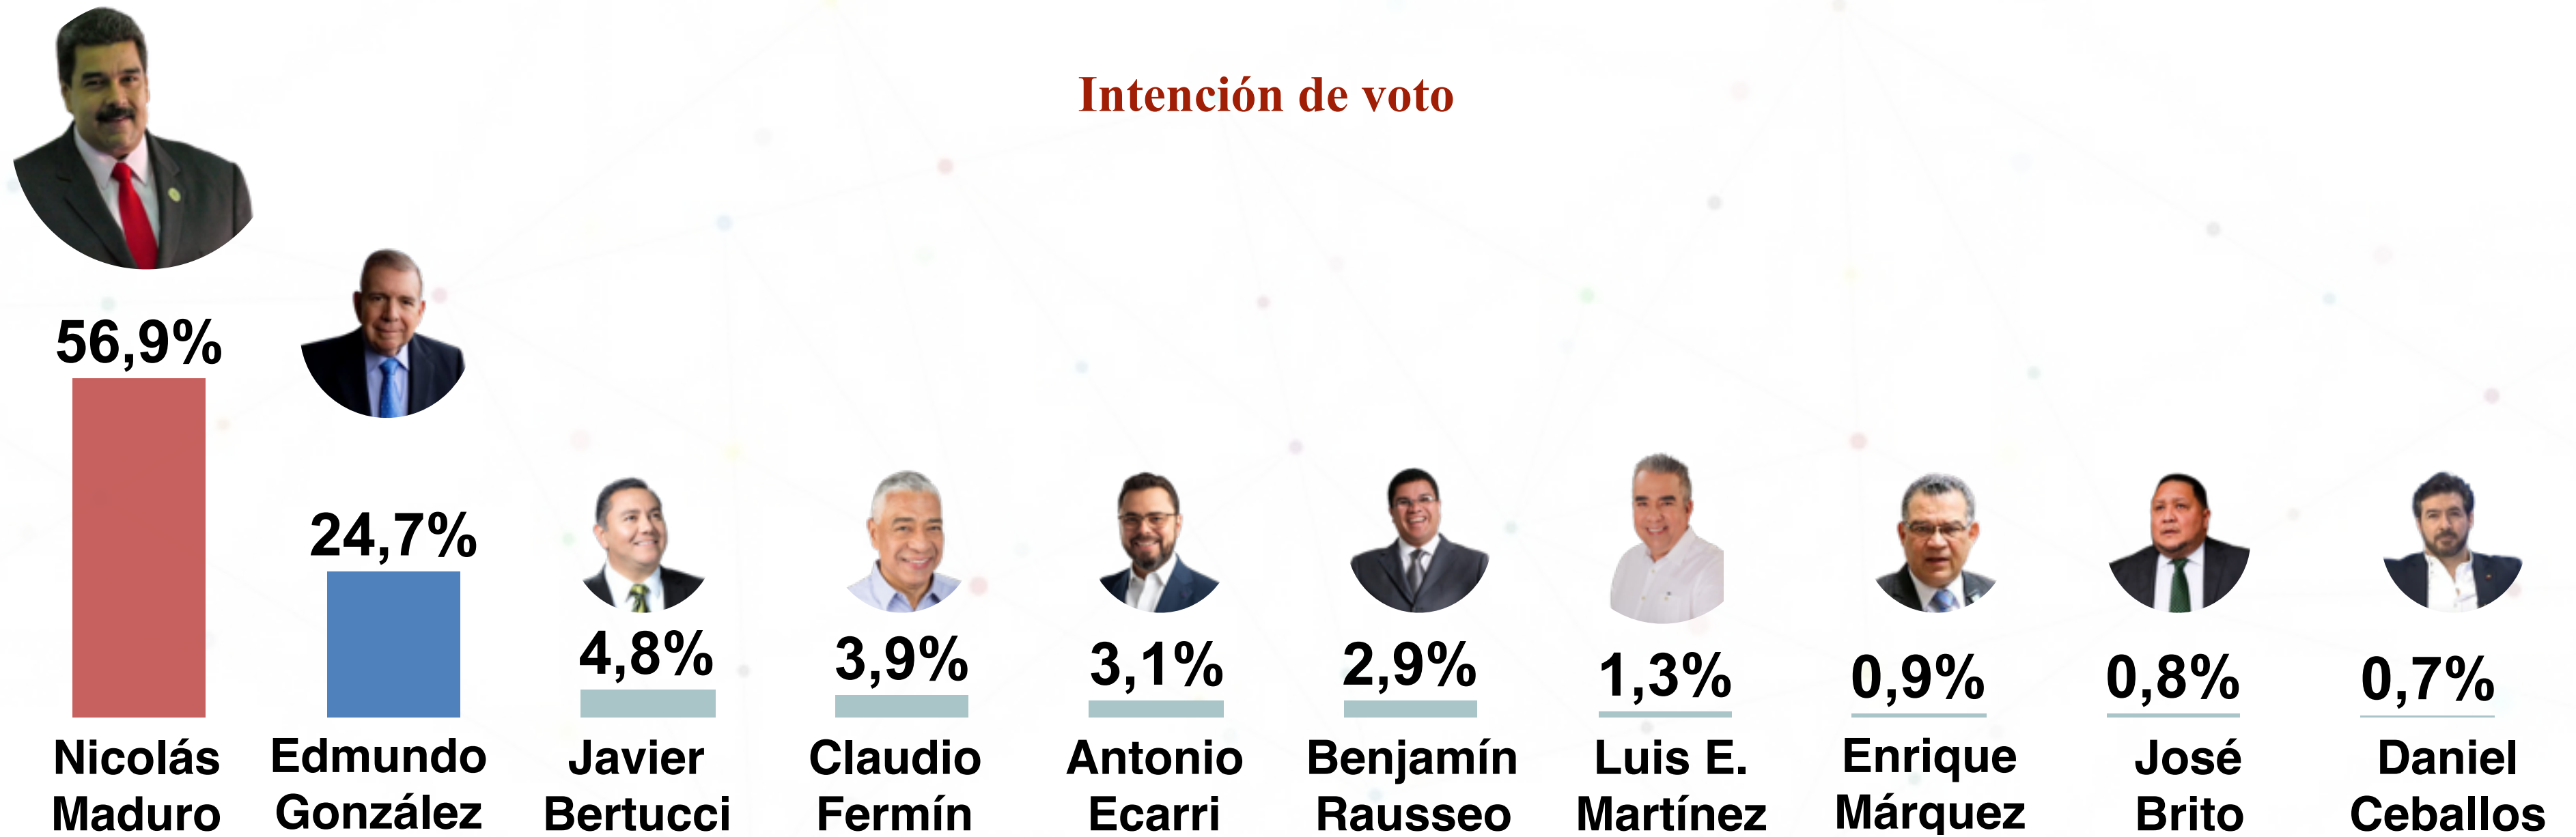 Intención de voto
56,9%
24,7%
4,8%
3,9%
3,1%
2,9%
1,3%
0,9%
0,8%
0,7%
Nicolás
Maduro
Edmundo
González
Javier
Bertucci
Claudio
Fermín
Antonio
Ecarri
Benjamín
Rausseo
Luis E.
Martínez
Enrique
Márquez
José
Brito
Daniel
Ceballos